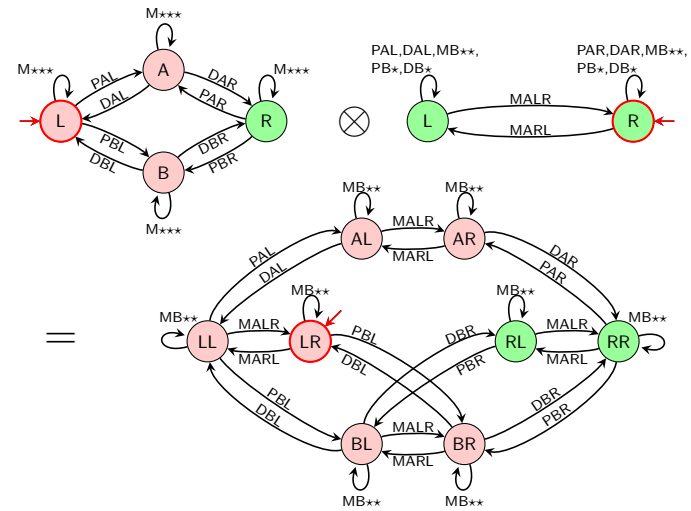 M⋆⋆⋆
M⋆⋆⋆ PAL A DAR M⋆⋆⋆
DAL PAR
L R
PBL DBR
DBL B PBR
M⋆⋆⋆
⊗
PAL,DAL,MB⋆⋆,
PB⋆,DB⋆
PAR,DAR,MB⋆⋆,
PB⋆,DB⋆
L MALR R
MARL
=
MB⋆⋆ MB⋆⋆
AL MALR AR
MARL
PAL DAR
DAL PAR
MB⋆⋆ MB⋆⋆ MB⋆⋆ MB⋆⋆
LL MALR LR PBL DBR RL MALR RR
MARL DBL PBR MARL
PBL DBR
DBL PBR
BL MALR BR
MARL
MB⋆⋆ MB⋆⋆